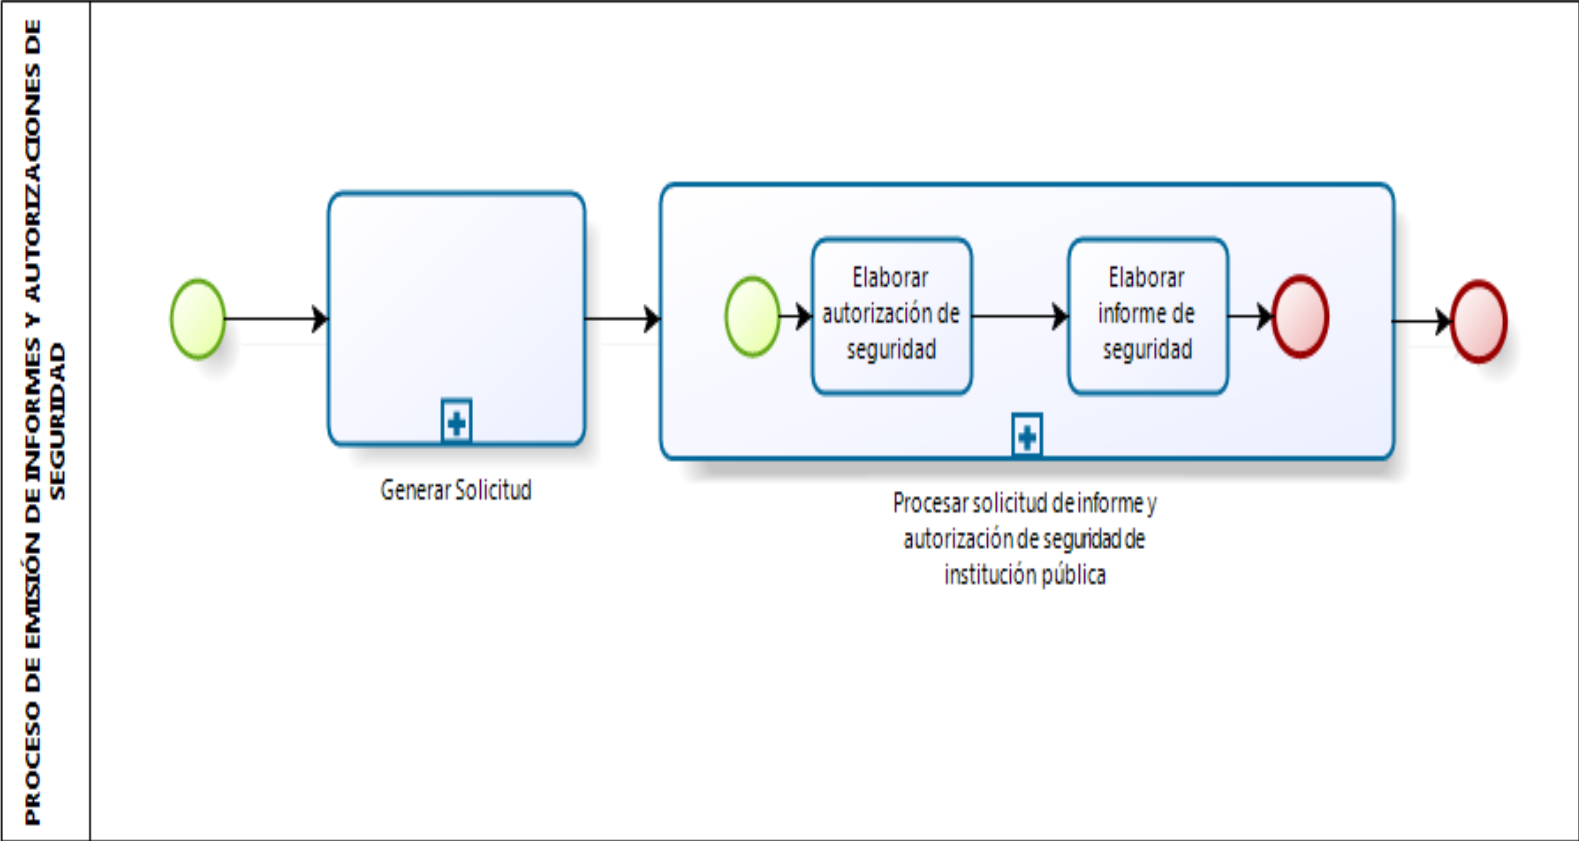 PROCESO DE EMISIÓN DE INFORMES Y AUTORIZACIONES DE
SEGURIDAD
Generar Solicitud
Elaborar
autorización de
seguridad
Elaborar
informe de
seguridad
Procesar solicitud de informe y
autorización de seguridad de
institución pública